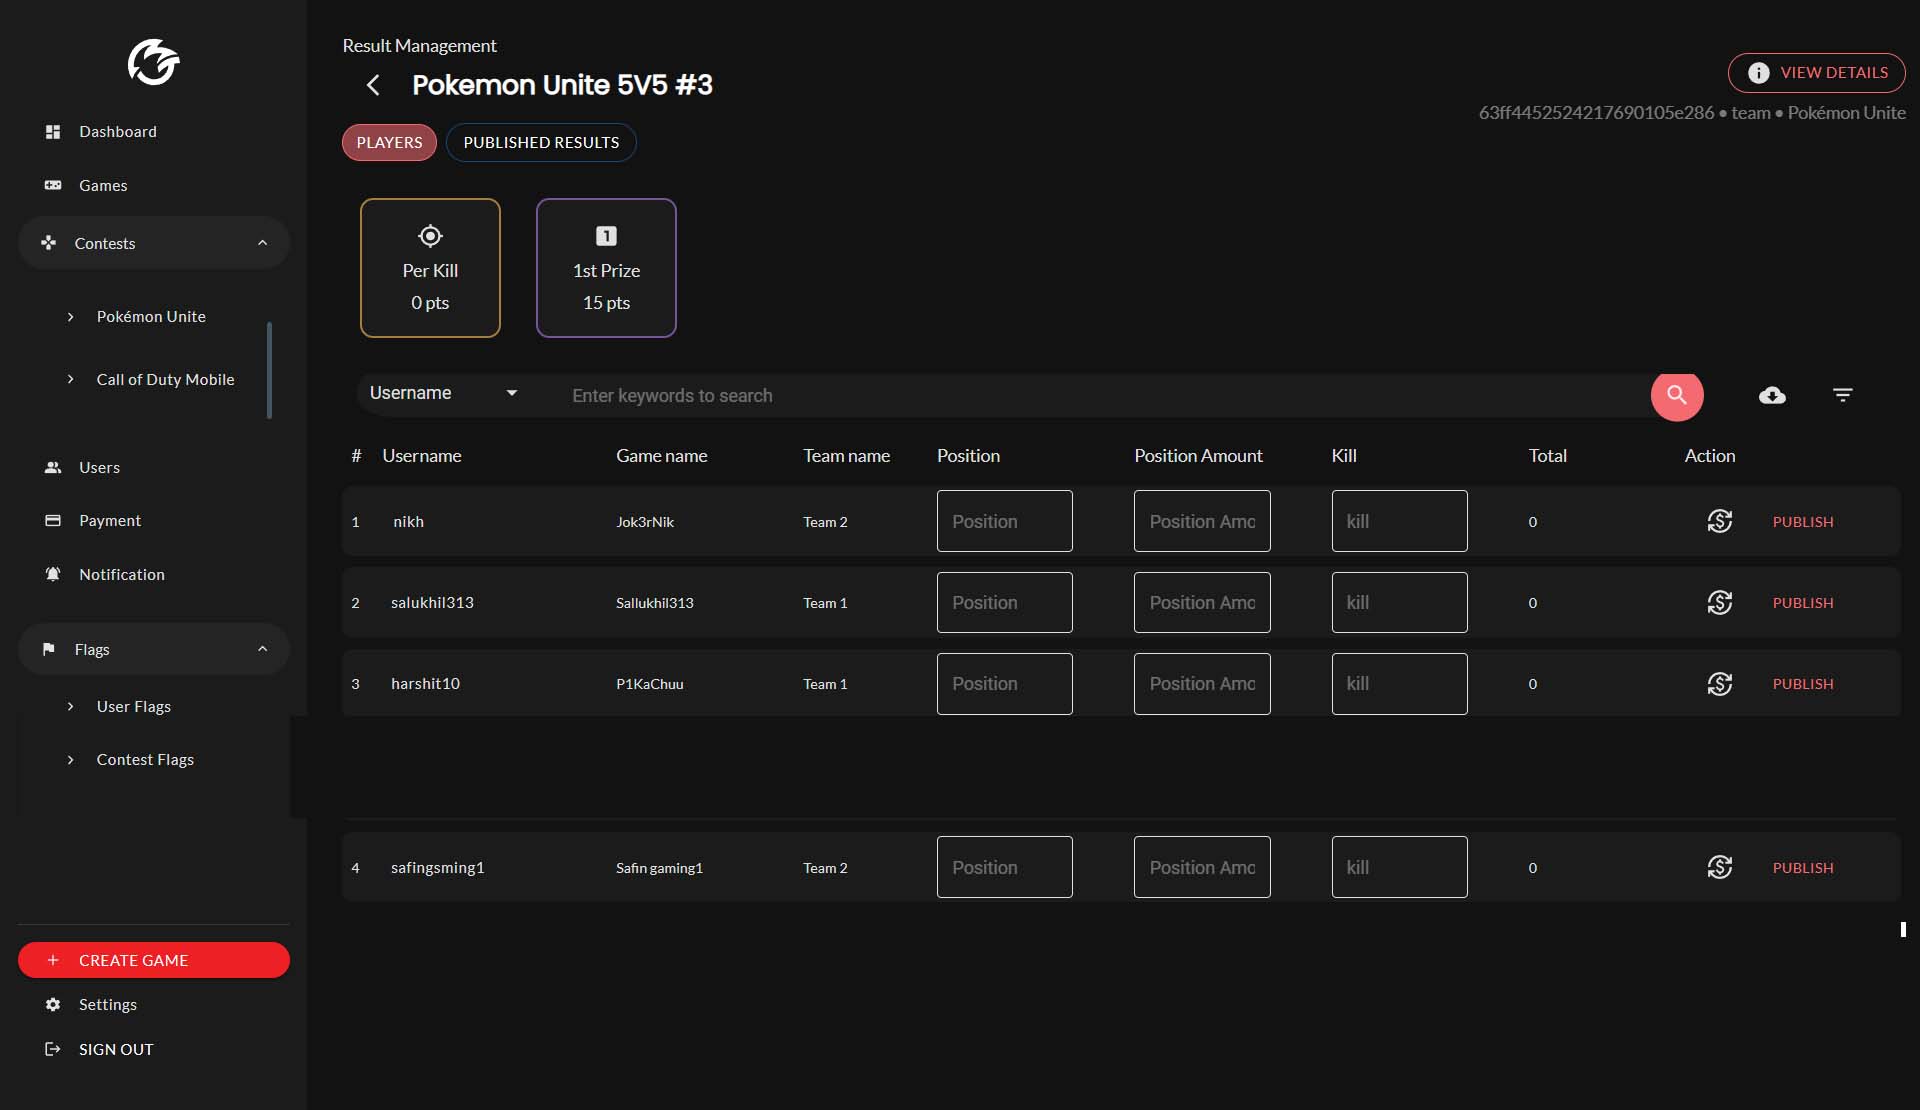 Dashboard
Games
Contests
Pokémon Unite
Call of Duty Mobile
Users
Payment
Notification
Flags
User Flags
Contest Flags
CREATE GAME
Settings
SIGN OUT
Result Management
Pokemon Unite 5V5 #3
VIEW DETAILS
63ff4452524217690105e286 • team • Pokémon Unite
PLAYERS PUBLISHED RESULTS
Per Kill
0 pts
1
1st Prize
15 pts
Username Enter keywords to search
# Username Game name Team name Position Position Amount Kill Total Action
1 nikh Jok3rNik Team 2 Position Position Amo kill 0 PUBLISH
2 salukhil313 Sallukhil313 Team 1 Position Position Amo kill 0 PUBLISH
3 harshit10 P1KaChuu Team 1 Position Position Amo kill 0 PUBLISH
4 safingsming1 Safin gaming1 Team 2 Position Position Amo kill 0 PUBLISH